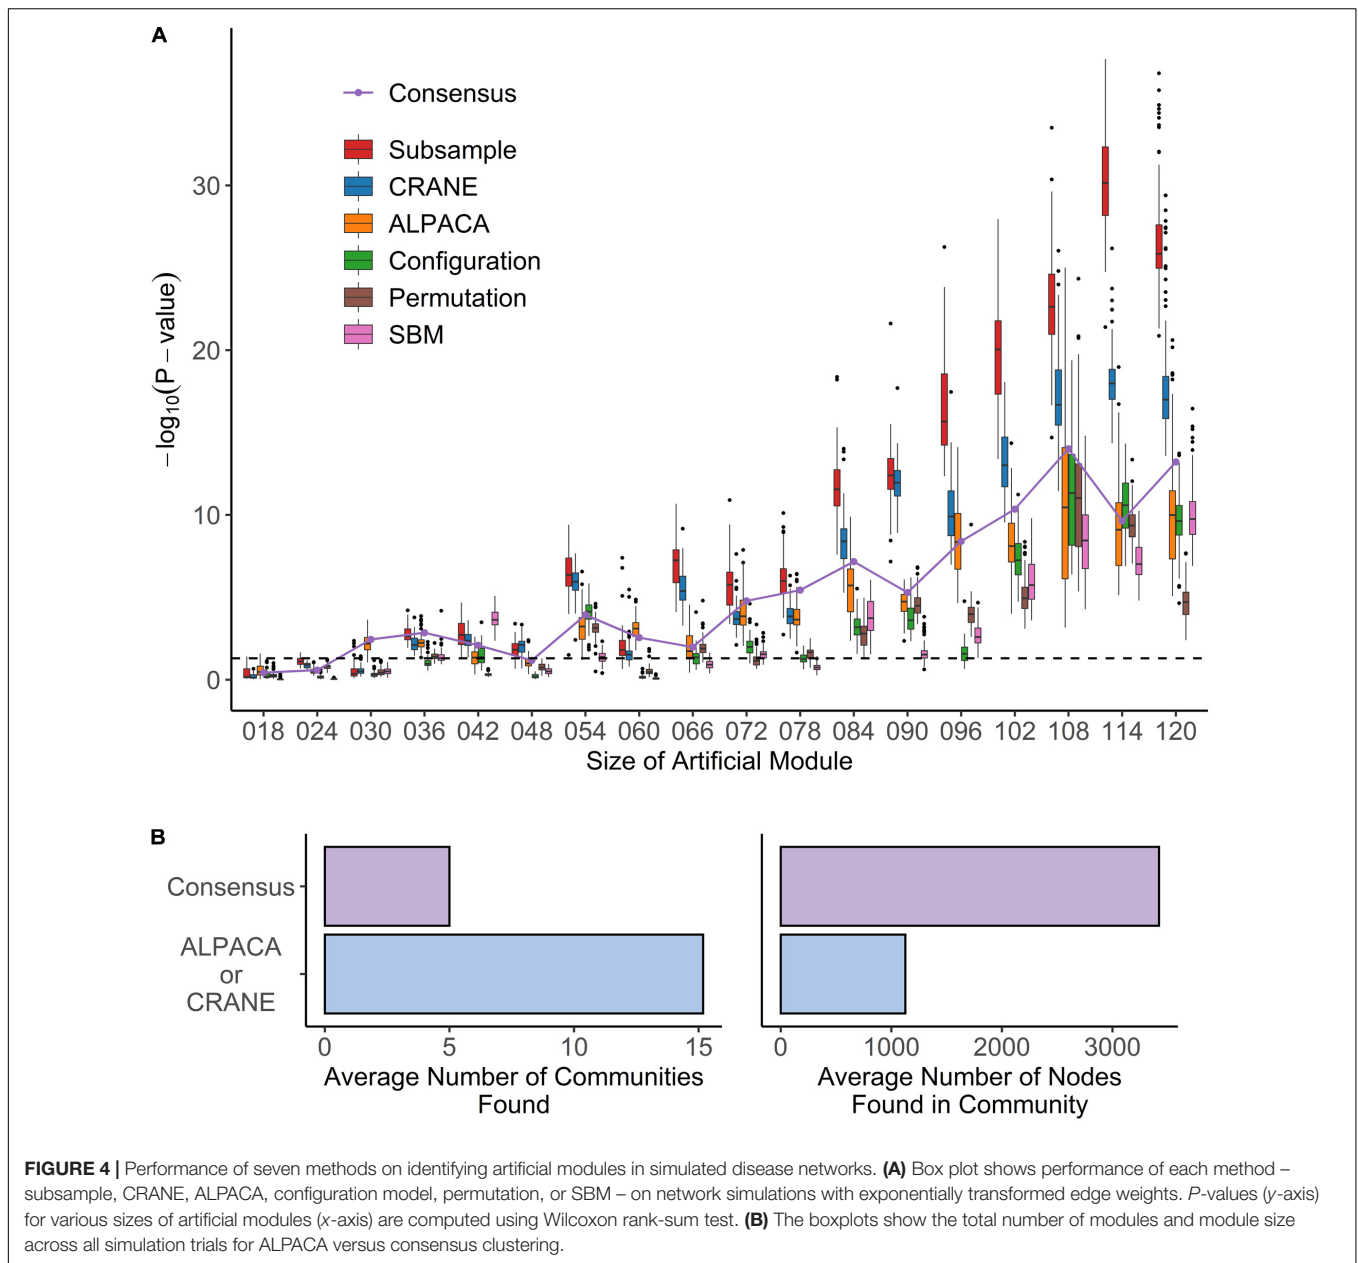 A
Consensus
Subsample
CRANE
ALPACA
Configuration
Permutation
SBM
−log10(P − value)
30
20
10
0
018 024 030 036 042 048 054 060 066 072 078 084 090 096 102 108 114 120
Size of Artificial Module
B
Consensus
ALPACA
or
CRANE
0 5 10 15
Average Number of Communities
Found
0 1000 2000 3000
Average Number of Nodes
Found in Community
FIGURE 4 | Performance of seven methods on identifying artificial modules in simulated disease networks. (A) Box plot shows performance of each method –
subsample, CRANE, ALPACA, configuration model, permutation, or SBM – on network simulations with exponentially transformed edge weights. P-values (y-axis)
for various sizes of artificial modules (x-axis) are computed using Wilcoxon rank-sum test. (B) The boxplots show the total number of modules and module size
across all simulation trials for ALPACA versus consensus clustering.